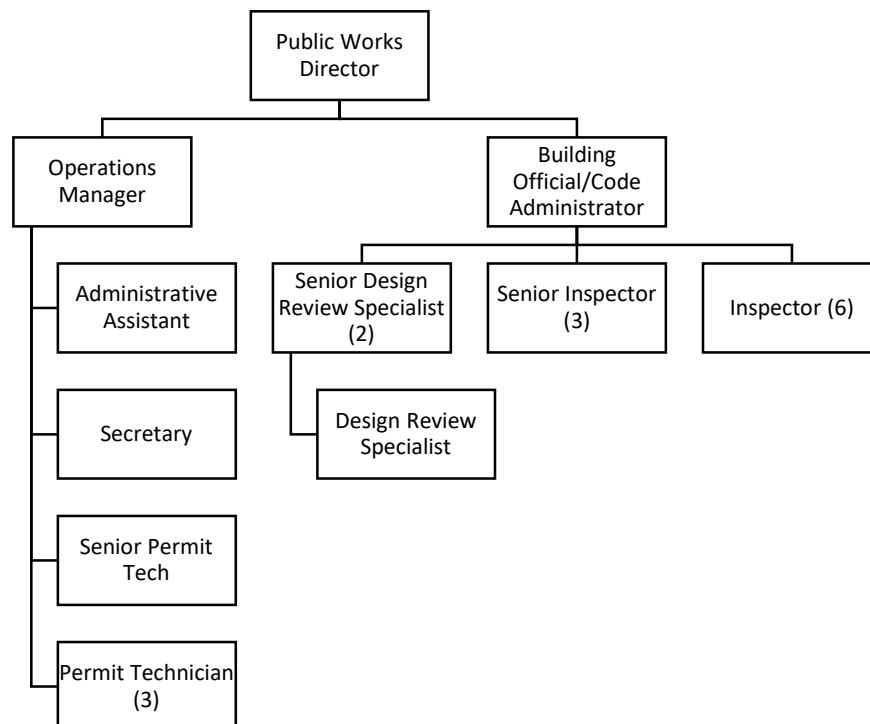 Public Works
Director
Operations
Manager
Building
Official/Code
Administrator
Administrative
Assistant
Senior Design
Review Specialist
(2)
Senior Inspector
(3)
Inspector (6)
Secretary
Design Review
Specialist
Senior Permit
Tech
Permit Technician
(3)